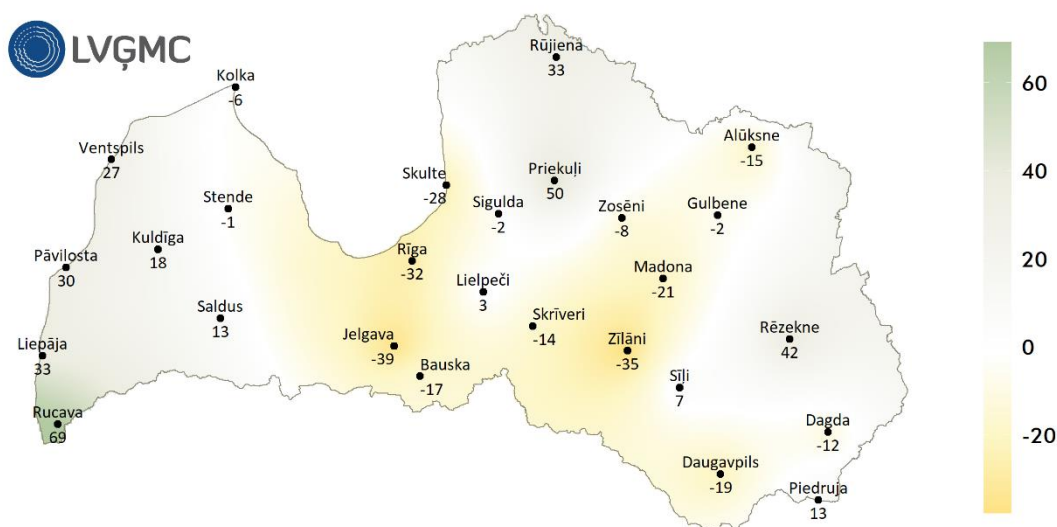 LVĢMC
Rūjiena
33
Kolka
-6
60
Alūksne
-15
Ventspils
27
Priekuļi
50
Skulte
-28
40
Stende
-1
Sigulda
-2
Zosēni
-8
Gulbene
-2
Kuldīga
18
Rīga
-32
Pāvilosta
30
Madona
-21
20
Lielpeči
3
Saldus
13
Skrīveri
-14
Jelgava
-39
Zīlāni
-35
Rēzekne
42
0
Liepāja
33
Bauska
-17
Sīļi
7
Rucava
69
Dagda
-12
-20
Daugavpils
-19
Piedruja
13